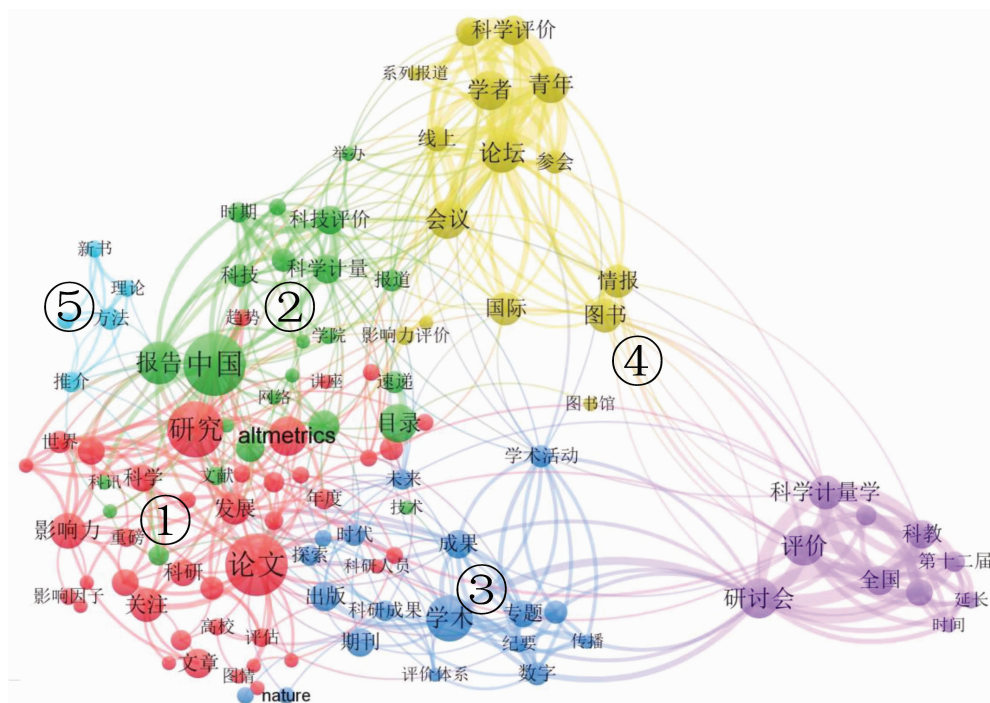 科学评价
系列报道
学者
青年
线上
举办
论坛
参会
时期
科技评价
会议
新书
科技
科学计量
报道
情报
理论
⑤
方法
②
趋势
国际
图书
学院
影响力评价
报告
中国
④
推介
讲座
速递
网络
图书馆
研究
altmetrics
目录
世界
学术活动
科讯
科学
文献
未来
科学计量学
年度
技术
①
发展
影响力
重磅
时代
成果
评价
科教
论文
探索
科研人员
第十二届
科研
③
全国
影响因子
关注
出版
科研成果
学术
专题
研讨会
延长
高校
评估
期刊
纪要
传播
时间
文章
图情
评价体系
数字
nature